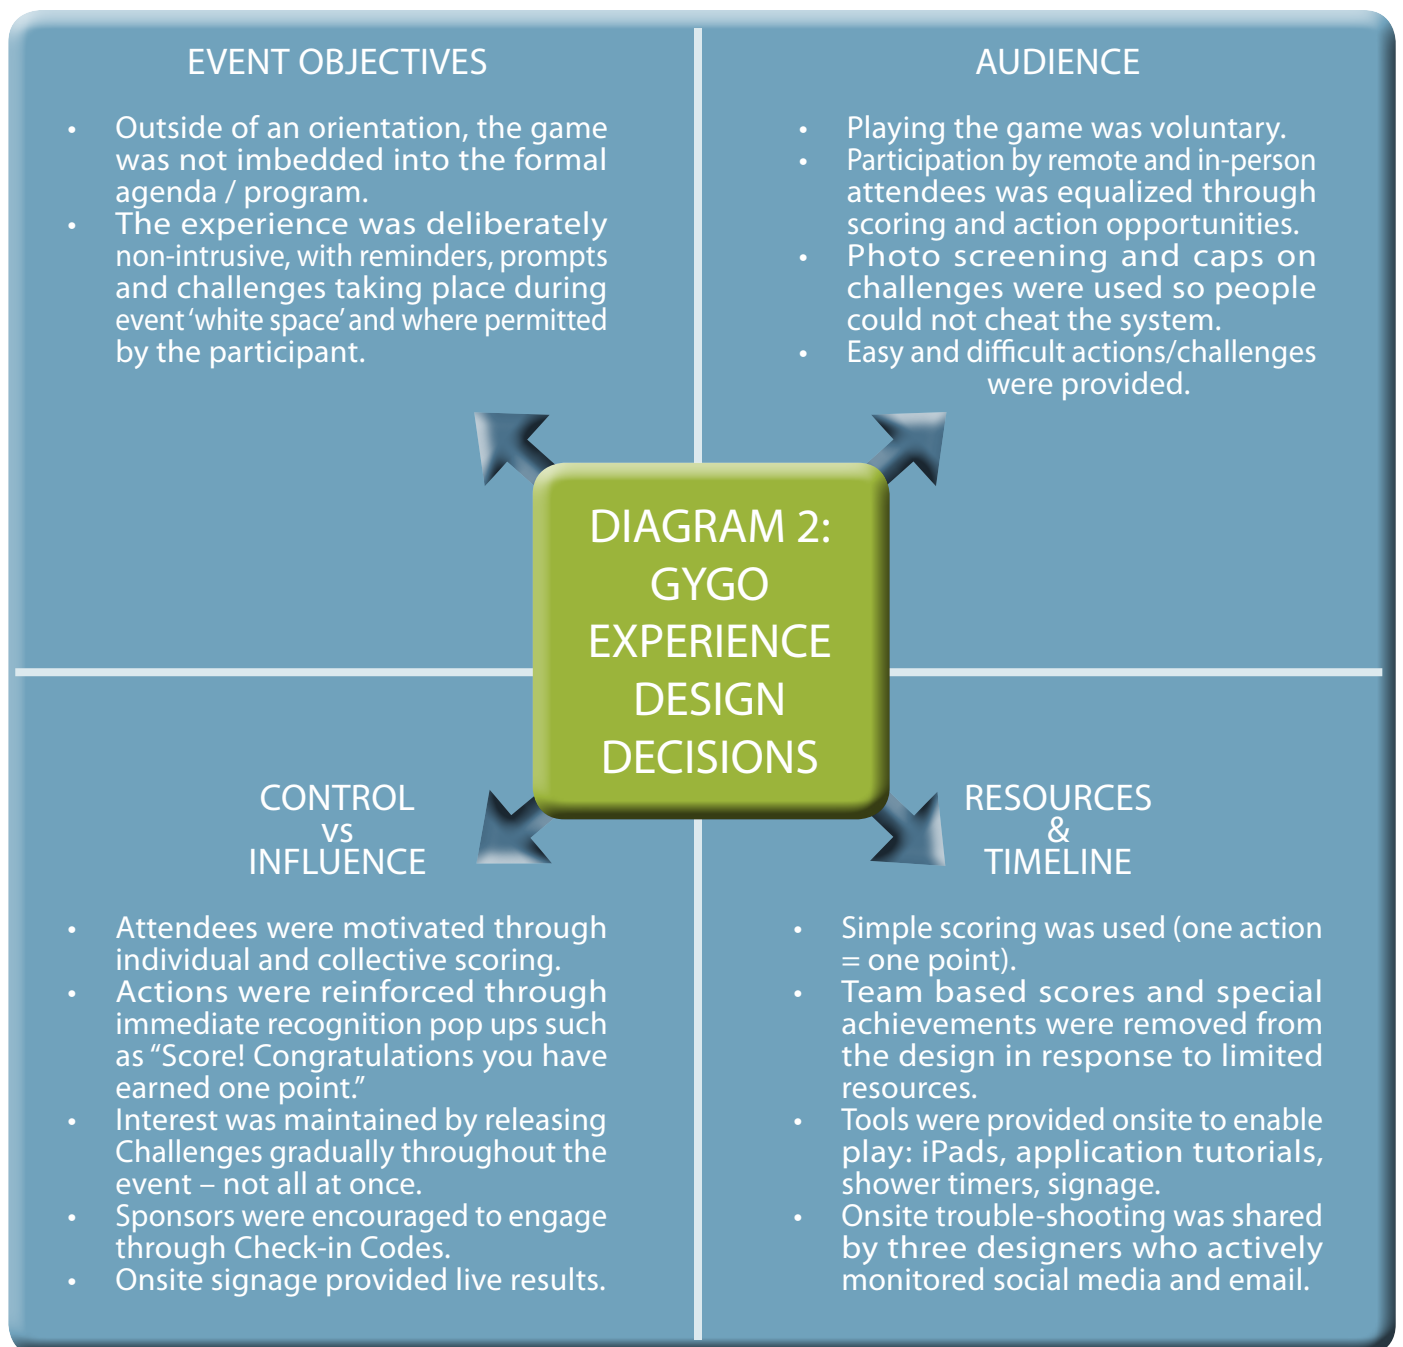 EVENT OBJECTIVES
• Outside of an orientation, the game
was not imbedded into the formal
agenda / program.
• The experience was deliberately
non-intrusive, with reminders, prompts
and challenges taking place during
event ‘white space’ and where permitted
by the participant.
AUDIENCE
• Playing the game was voluntary.
• Participation by remote and in-person
attendees was equalized through
scoring and action opportunities.
• Photo screening and caps on
challenges were used so people
could not cheat the system.
• Easy and difficult actions/challenges
were provided.
DIAGRAM 2:
GYGO
EXPERIENCE
DESIGN
DECISIONS
CONTROL
vs
INFLUENCE
• Attendees were motivated through
individual and collective scoring.
• Actions were reinforced through
immediate recognition pop ups such
as “Score! Congratulations you have
earned one point.”
• Interest was maintained by releasing
Challenges gradually throughout the
event – not all at once.
• Sponsors were encouraged to engage
through Check-in Codes.
• Onsite signage provided live results.
RESOURCES
&
TIMELINE
• Simple scoring was used (one action
= one point).
• Team based scores and special
achievements were removed from
the design in response to limited
resources.
• Tools were provided onsite to enable
play: iPads, application tutorials,
shower timers, signage.
• Onsite trouble-shooting was shared
by three designers who actively
monitored social media and email.